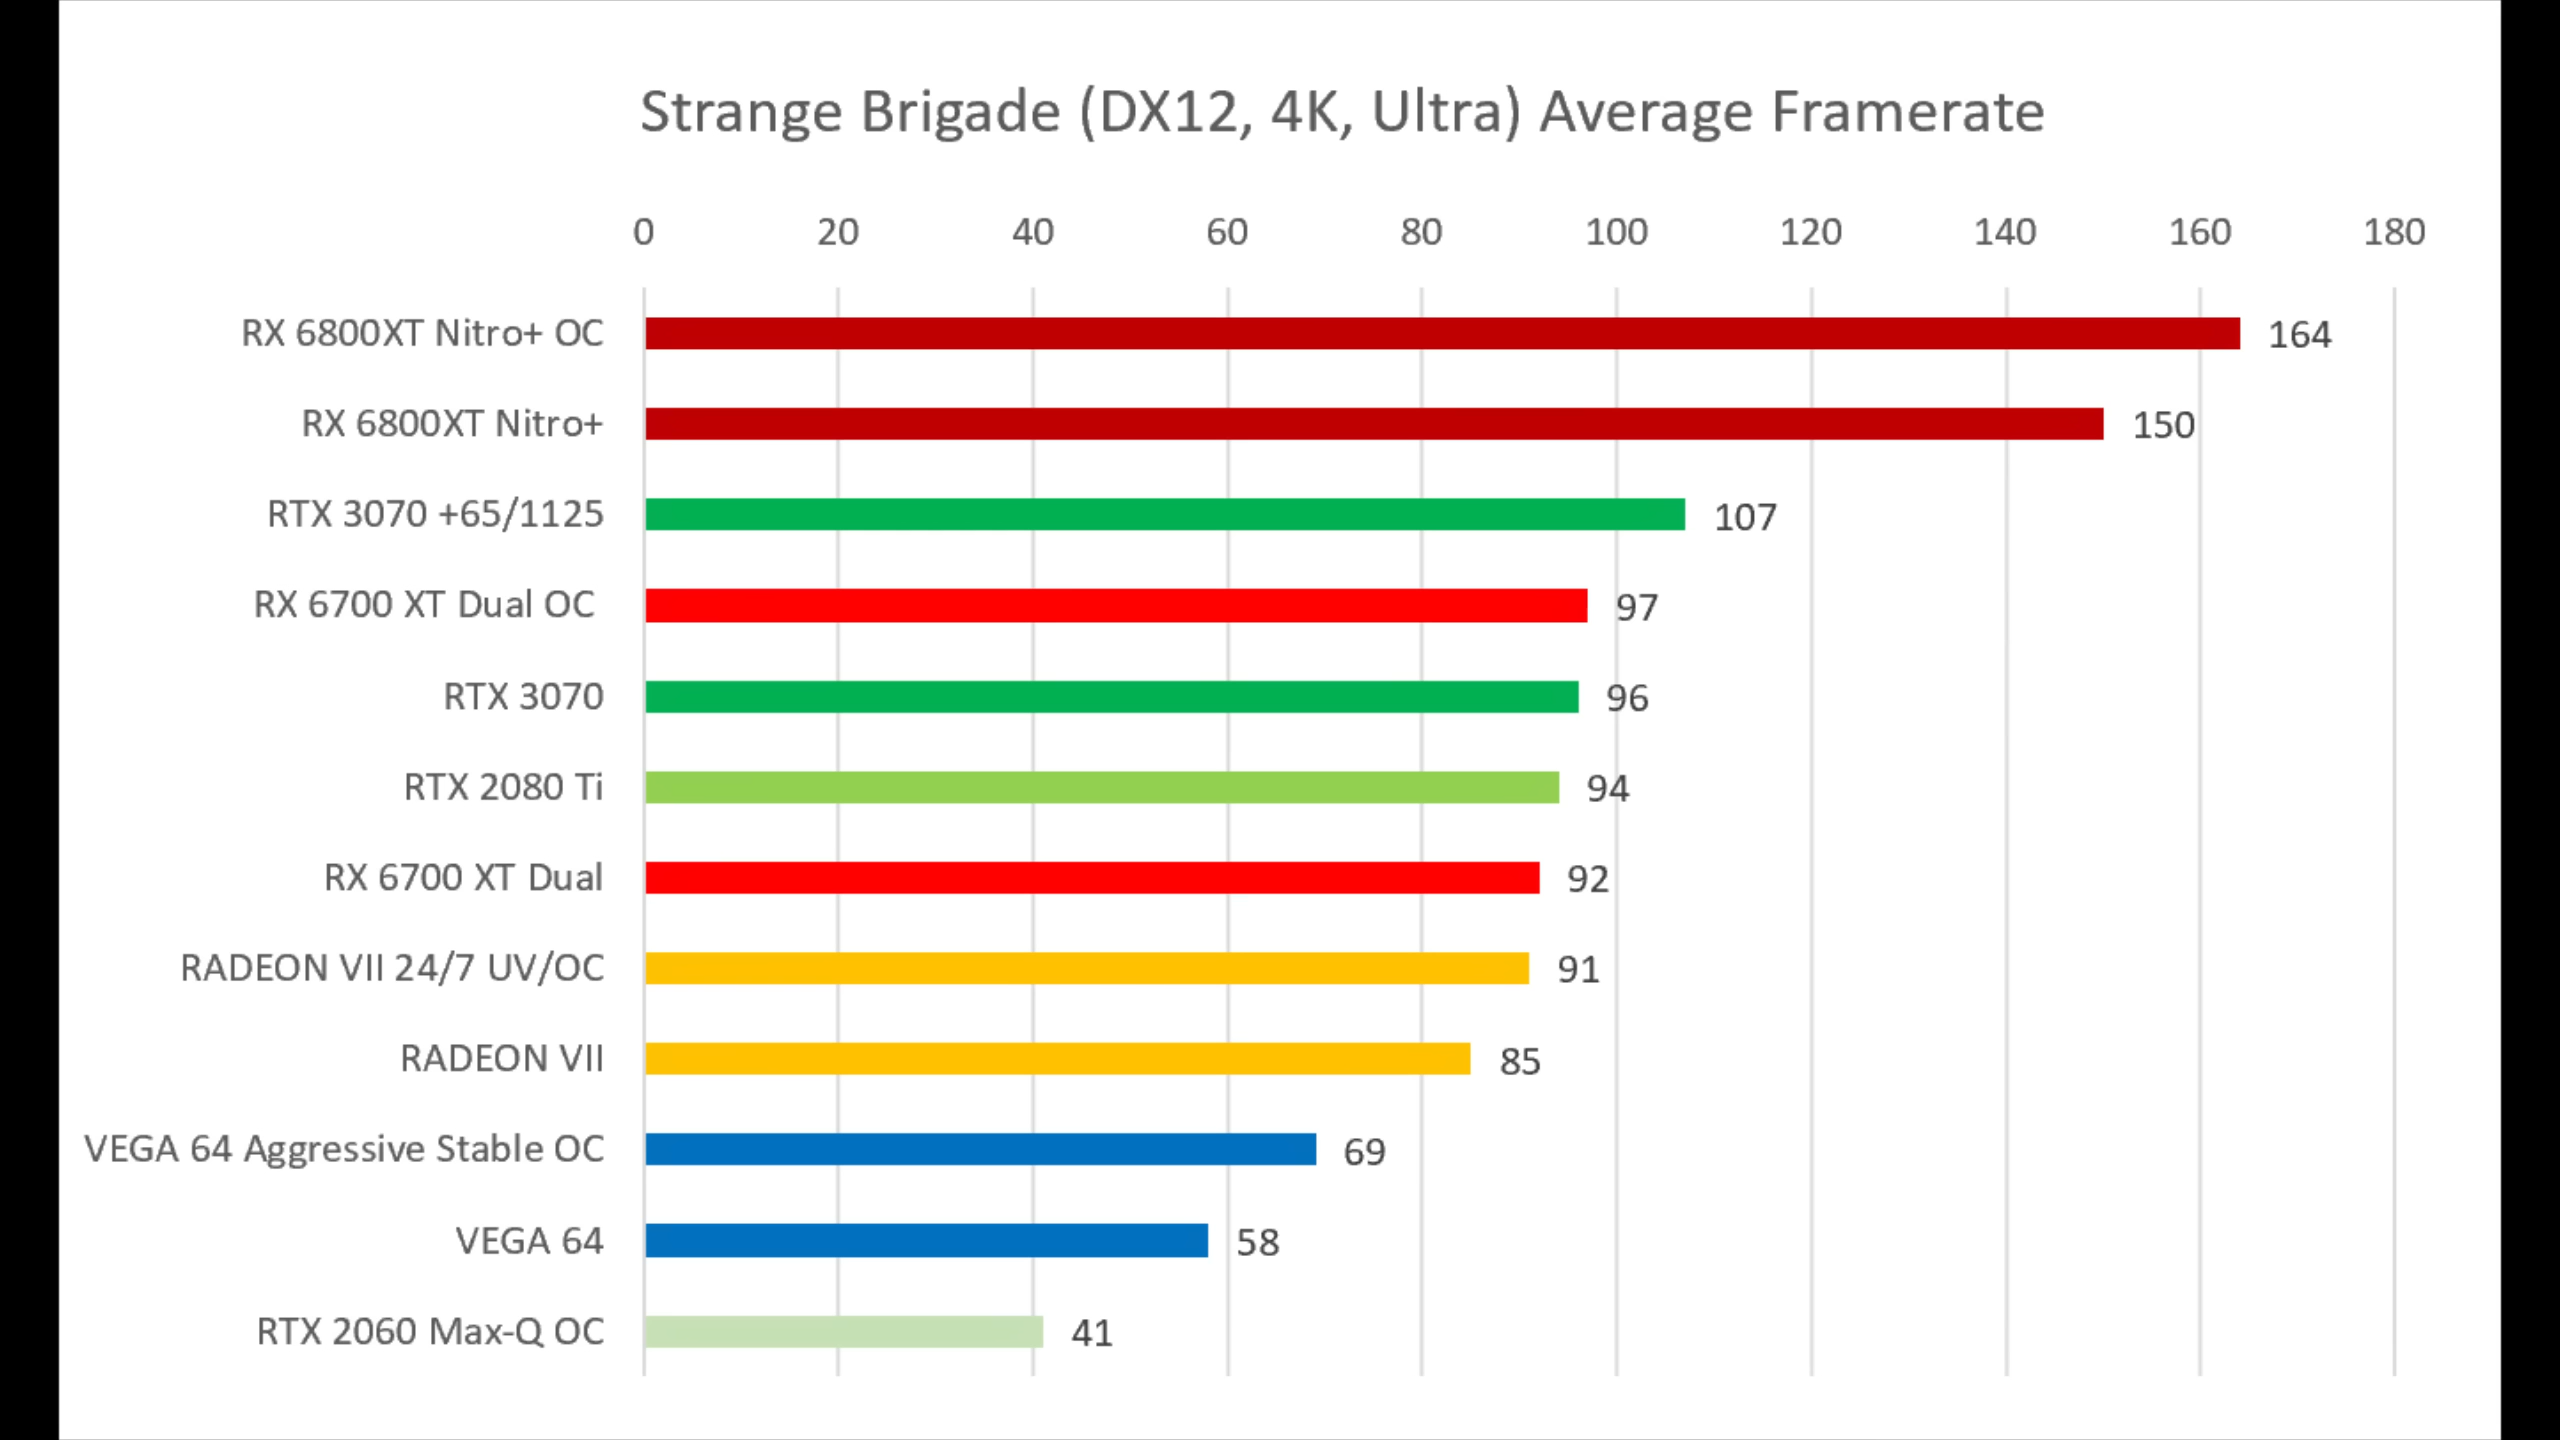 Strange Brigade (DX12, 4K, Ultra) Average Framerate
0 20 40 60 80 100 120 140 160 180
RX 6800XT Nitro+ OC 164
RX 6800XT Nitro+ 150
RTX 3070 +65/1125 107
RX 6700 XT Dual OC 97
RTX 3070 96
RTX 2080 Ti 94
RX 6700 XT Dual 92
RADEON VII 24/7 UV/OC 91
RADEON VII 85
VEGA 64 Aggressive Stable OC 69
VEGA 64 58
RTX 2060 Max-Q OC 41